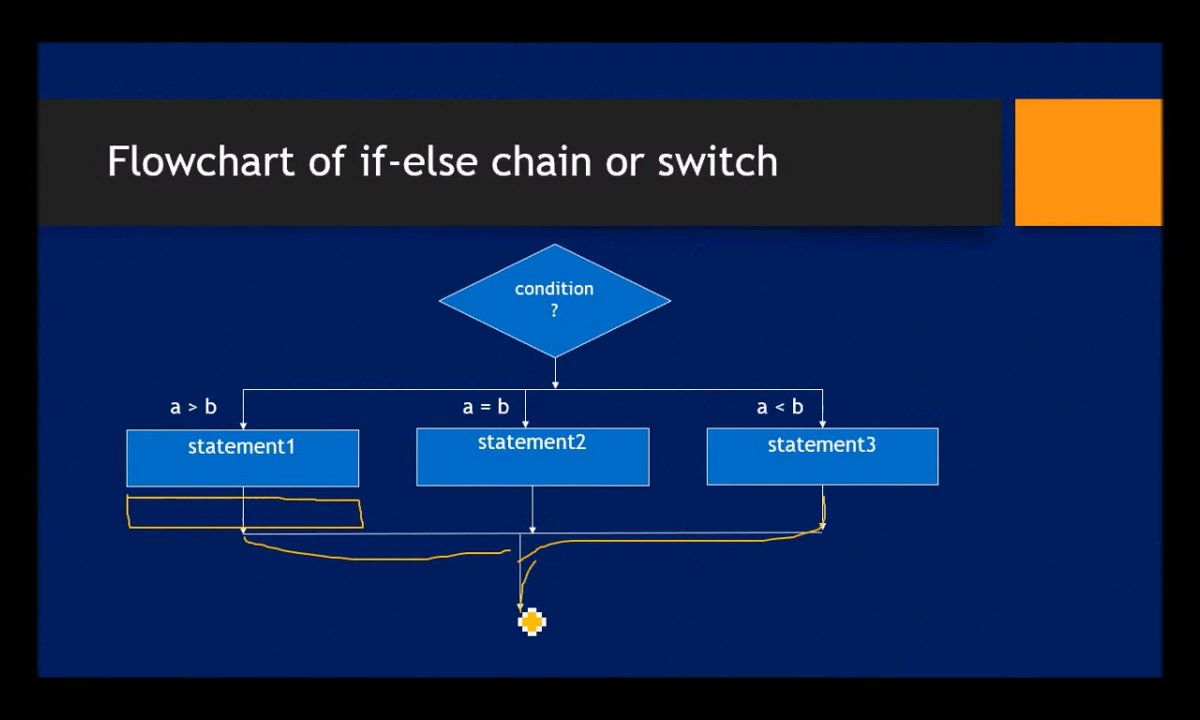 Flowchart of if-else chain or switch
condition
?
a > b
a = b
a < b
statement1
statement2
statement3